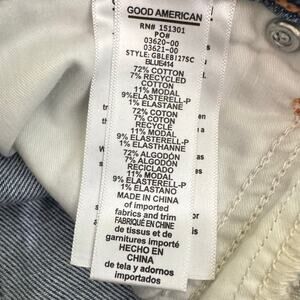 GOOD AMERICAN
RN# 151301
PO#
03620-00
03621-00
STYLE: GBLEB127SC
BLUE414
72% COTTON
7% RECYCLED
COTTON
11% MODAL
9% ELASTERELL-P
1% ELASTANE
72% COTON
7% COTON
RECYCLÉ
11% MODAL
9% ELASTERELL-P
1% ELASTHANNE
72% ALGODÓN
7% ALGODÓN
RECICLADO
11% MODAL
9% ELASTERELL-P
1% ELASTANO
MADE IN CHINA
of imported
fabrics and trim
FABRIQUÉ EN CHINE
de tissus et de
garnitures importés
HECHO EN
CHINA
de tela y adornos
importados